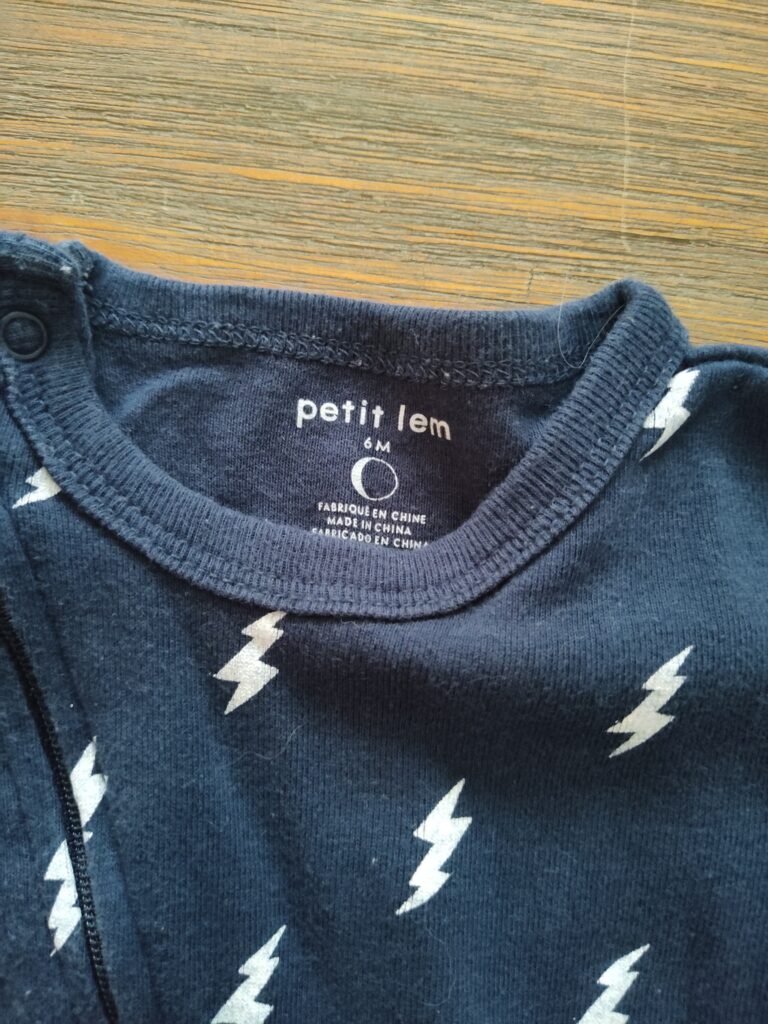 petit lem
6M
FABRIQUÉ EN CHINE
MADE IN CHINA
FABRICADO EN CHINA